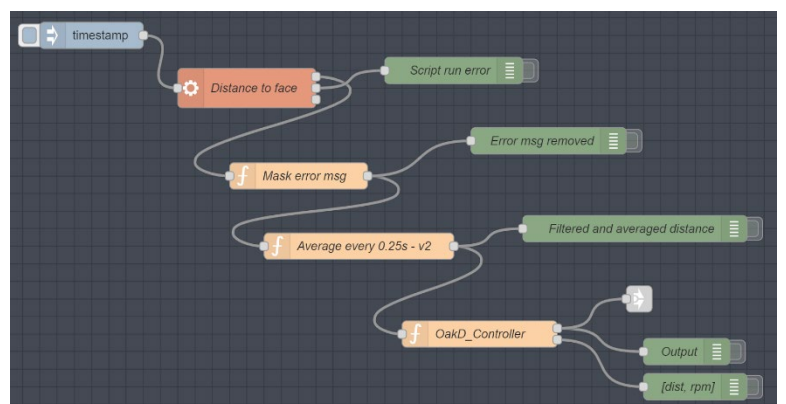 timestamp
Distance to face
Script run error
Mask error msg
Error msg removed
Average every 0.25s - v2
Filtered and averaged distance
OakD_Controller
Output
[dist, rpm]